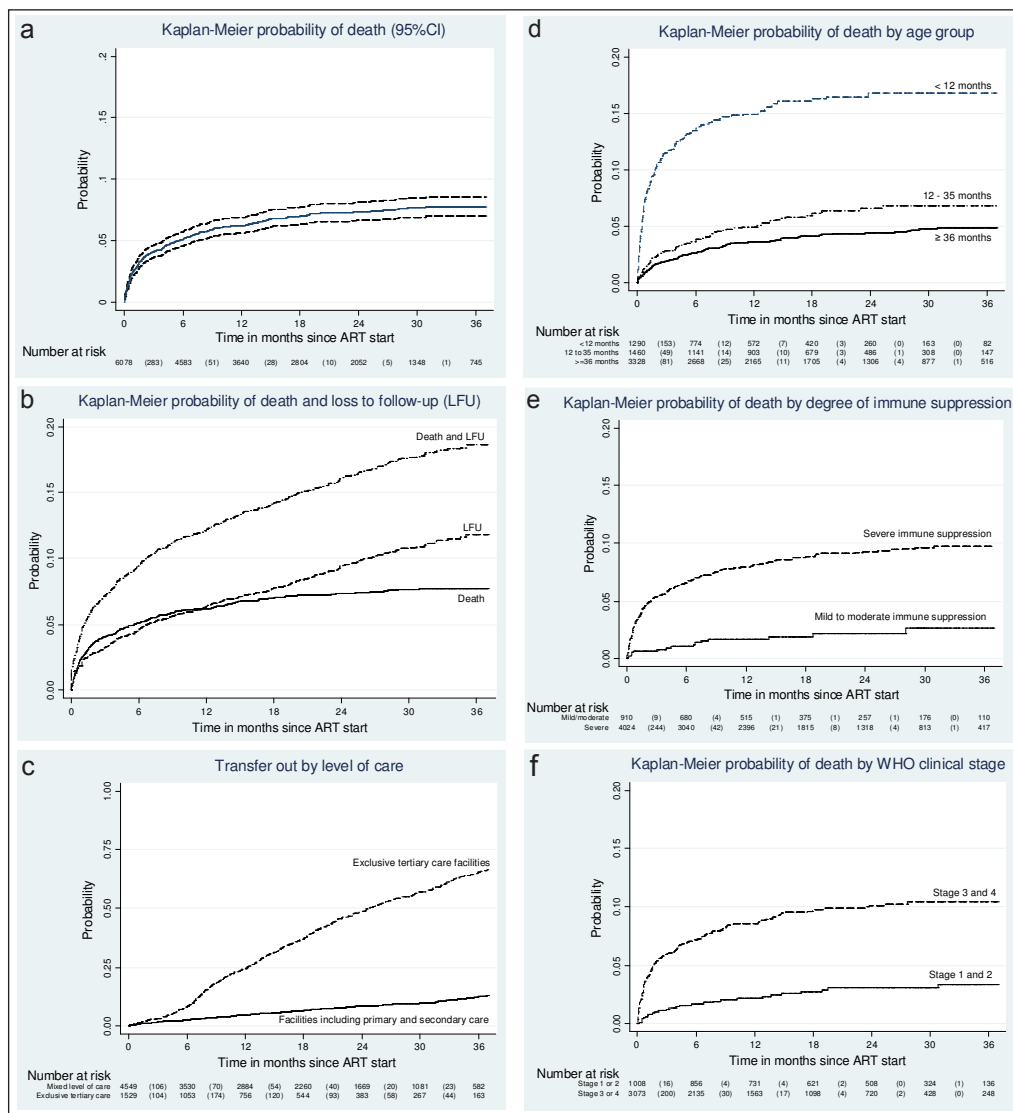 a
Kaplan-Meier probability of death (95%CI)
Probability
.2
.15
.1
.05
0
0 6 12 18 24 30 36
Time in months since ART start
Number at risk
6078 (283) 4583 (51) 3640 (28) 2804 (10) 2052 (5) 1348 (1) 745
b
Kaplan-Meier probability of death and loss to follow-up (LFU)
Probability
0.20
0.15
0.10
0.05
0.00
Death and LFU
LFU
Death
0 6 12 18 24 30 36
Time in months since ART start
c
Transfer out by level of care
Probability
1.00
0.75
0.50
0.25
0.00
Exclusive tertiary care facilities
Facilities including primary and secondary care
0 6 12 18 24 30 36
Time in months since ART start
Number at risk
Mixed level of care 4549 (106) 3530 (70) 2884 (54) 2260 (40) 1669 (20) 1081 (23) 582
Exclusive tertiary care 1529 (104) 1053 (174) 756 (120) 544 (93) 383 (58) 267 (44) 163
d
Kaplan-Meier probability of death by age group
Probability
0.20
0.15
0.10
0.05
0.00
< 12 months
12 - 35 months
≥ 36 months
0 6 12 18 24 30 36
Time in months since ART start
Number at risk
<12 months 1290 (153) 774 (12) 572 (7) 420 (3) 260 (0) 163 (0) 82
12 to 35 months 1460 (49) 1141 (14) 903 (10) 679 (3) 486 (1) 308 (0) 147
>=36 months 3328 (81) 2668 (25) 2165 (11) 1705 (4) 1306 (4) 877 (1) 516
e
Kaplan-Meier probability of death by degree of immune suppression
Probability
0.20
0.15
0.10
0.05
0.00
Severe immune suppression
Mild to moderate immune suppression
0 6 12 18 24 30 36
Time in months since ART start
Number at risk
Mild/moderate 910 (9) 680 (4) 515 (1) 375 (1) 257 (1) 176 (0) 110
Severe 4024 (244) 3040 (42) 2396 (21) 1815 (8) 1318 (4) 813 (1) 417
f
Kaplan-Meier probability of death by WHO clinical stage
Probability
0.20
0.15
0.10
0.05
0.00
Stage 3 and 4
Stage 1 and 2
0 6 12 18 24 30 36
Time in months since ART start
Number at risk
Stage 1 or 2 1008 (16) 856 (4) 731 (4) 621 (2) 508 (0) 324 (1) 136
Stage 3 or 4 3073 (200) 2135 (30) 1563 (17) 1098 (4) 720 (2) 428 (0) 248